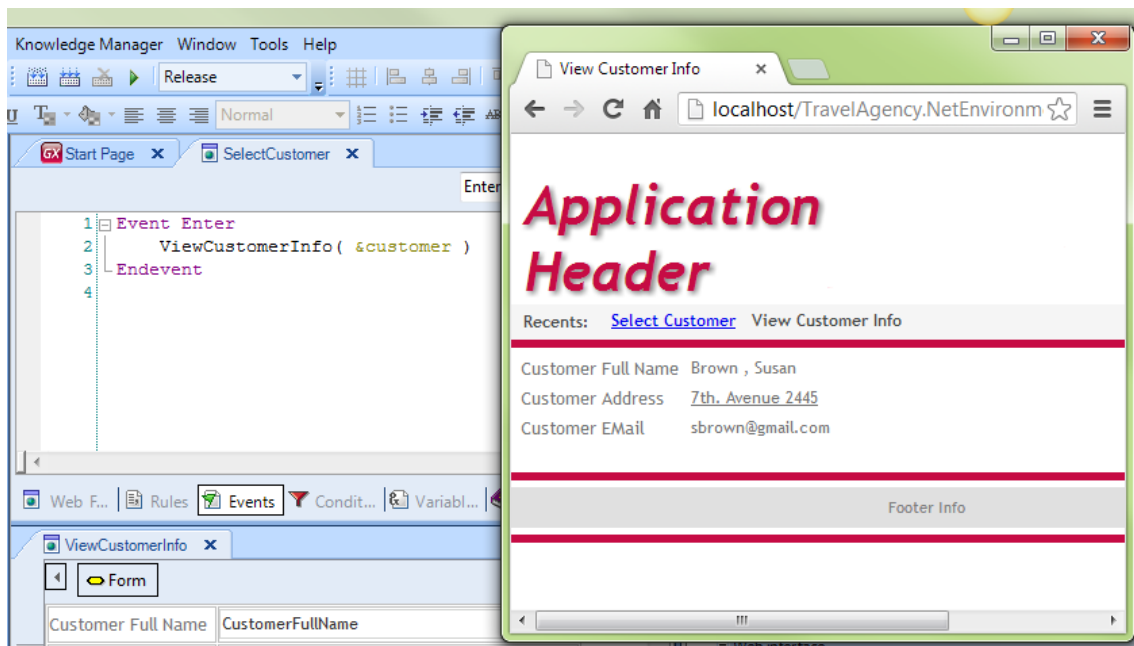 Knowledge Manager Window Tools Help
Release
Normal
Start Page x SelectCustomer x
Enter
1 Event Enter
2 ViewCustomerInfo( &customer )
3 Endevent
4
Web F... Rules Events Condit... Variabl...
ViewCustomerInfo x
Form
Customer Full Name CustomerFullName
View Customer Info x
localhost/TravelAgency.NetEnvironm
Application
Header
Recents: Select Customer View Customer Info
Customer Full Name Brown , Susan
Customer Address 7th. Avenue 2445
Customer EMail sbrown@gmail.com
Footer Info